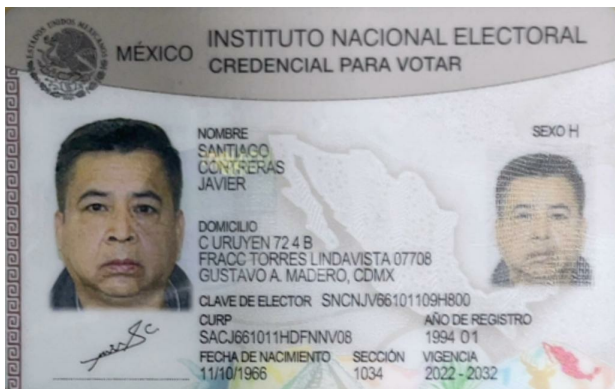 MÉXICO
INSTITUTO NACIONAL ELECTORAL
CREDENCIAL PARA VOTAR
NOMBRE
SANTIAGO
CONTRERAS
JAVIER
SEXO H
DOMICILIO
C URUYEN 72 4 B
FRACC TORRES LINDAVISTA 07708
GUSTAVO A. MADERO, CDMX
CLAVE DE ELECTOR SNCNJV66101109H800
CURP
SACJ661011HDFNNV08
AÑO DE REGISTRO
1994 01
FECHA DE NACIMIENTO
11/10/1966
SECCIÓN
1034
VIGENCIA
2022 - 2032